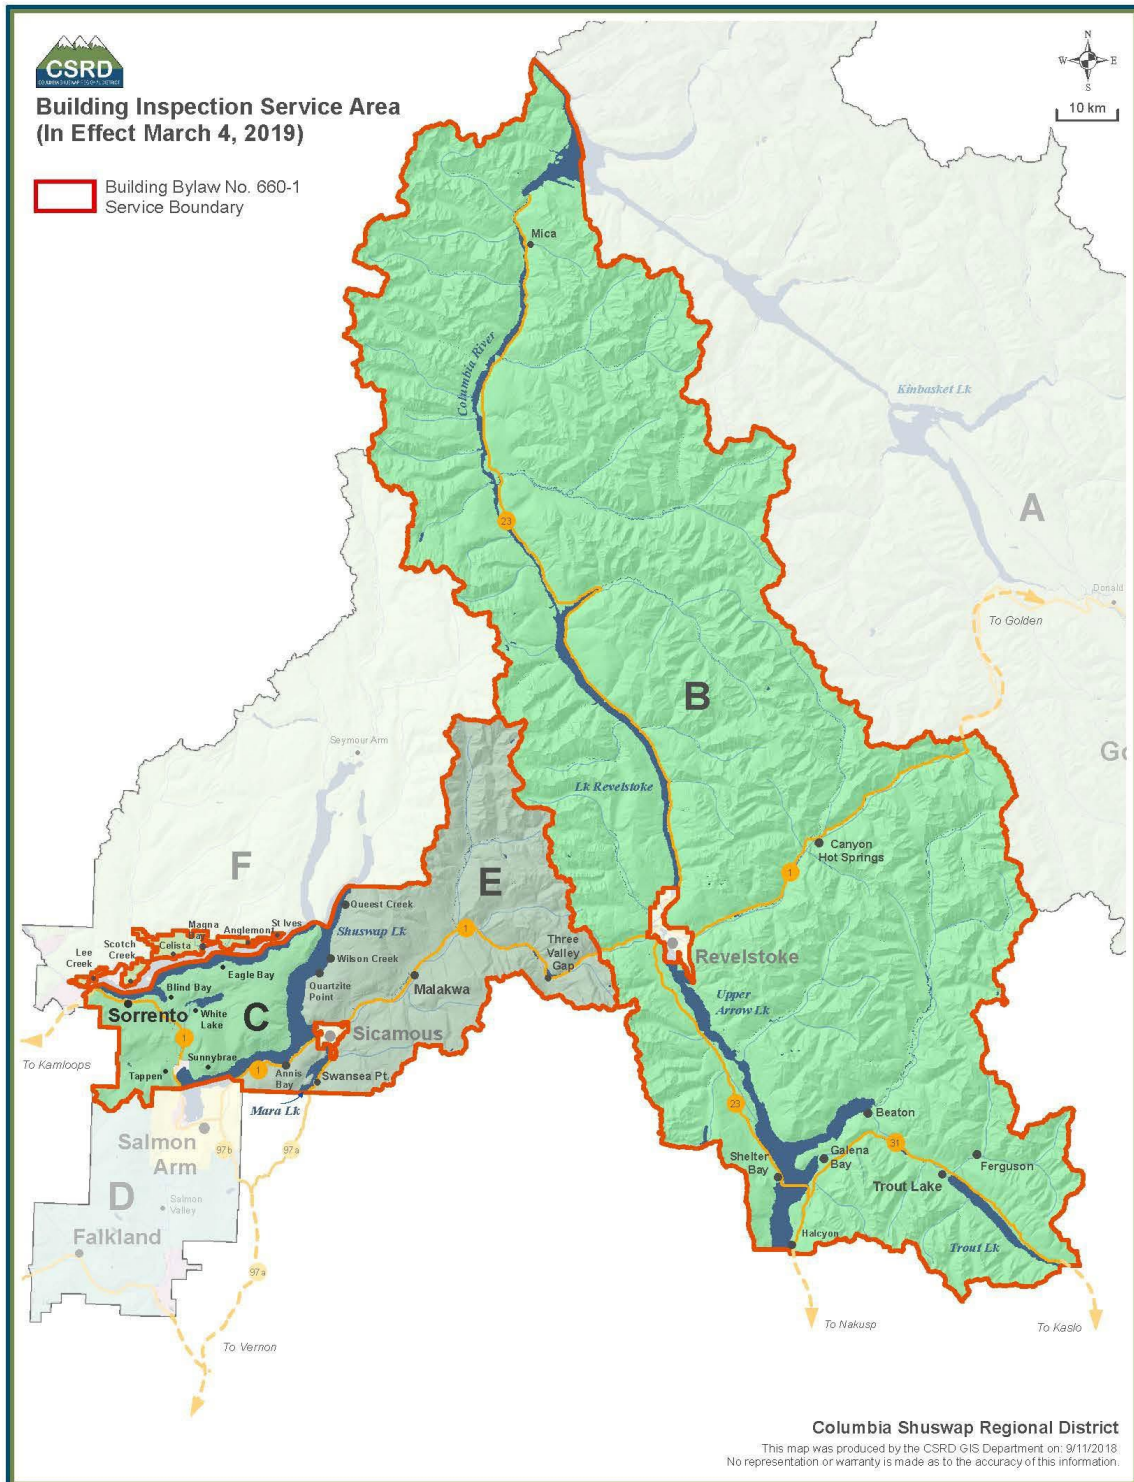 CSRD
COLUMBIA SHUSWAP REGIONAL DISTRICT
Building Inspection Service Area
(In Effect March 4, 2019)
Building Bylaw No. 660-1
Service Boundary
N
W
E
S
10 km
Mica
Columbia River
Kinbasket Lk
A
23
Donald
To Golden
B
Seymour Arm
Lk Revelstoke
Canyon
Hot Springs
1
F
E
Queest Creek
Shuswap Lk
1
Magna
St Ives
Anglemont
Scotch
Creek
Celista
Lee
Creek
Wilson Creek
Three
Valley
Gap
Revelstoke
Eagle Bay
Quartzite
Point
Malakwa
Blind Bay
Upper
Arrow Lk
Sorrento
White
Lake
C
Sicamous
1
Sunnybrae
To Kamloops
Tappen
1
Annis
Bay
Swansea Pt
Mara Lk
23
Beaton
Salmon
Arm
97b
97a
31
Shelter
Bay
Galena
Bay
Ferguson
Trout Lake
D
Salmon
Valley
Falkland
Halcyon
Trout Lk
97a
To Nakusp
To Kaslo
To Vernon
Columbia Shuswap Regional District
This map was produced by the CSRD GIS Department on: 9/11/2018
No representation or warranty is made as to the accuracy of this information.